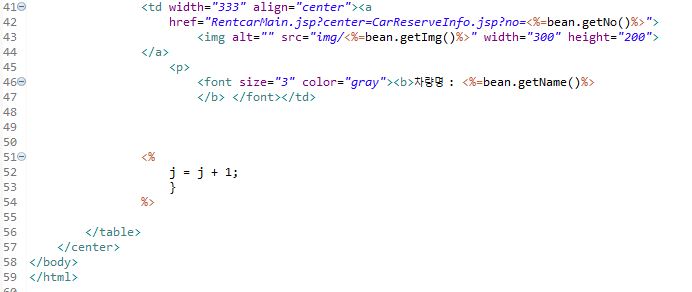 41 <td width="333" align="center"><a
42 href="RentcarMain.jsp?center=CarReserveInfo.jsp?no=<%=bean.getNo()%>">
43 <img alt="" src="img/<%=bean.getImg()%>" width="300" height="200">
44 </a>
45 <p>
46 <font size="3" color="gray"><b>차량명 : <%=bean.getName()%>
47 </b> </font></td>
48
49
50
51 <%
52 j = j + 1;
53 }
54 %>
55
56 </table>
57 </center>
58 </body>
59 </html>
60